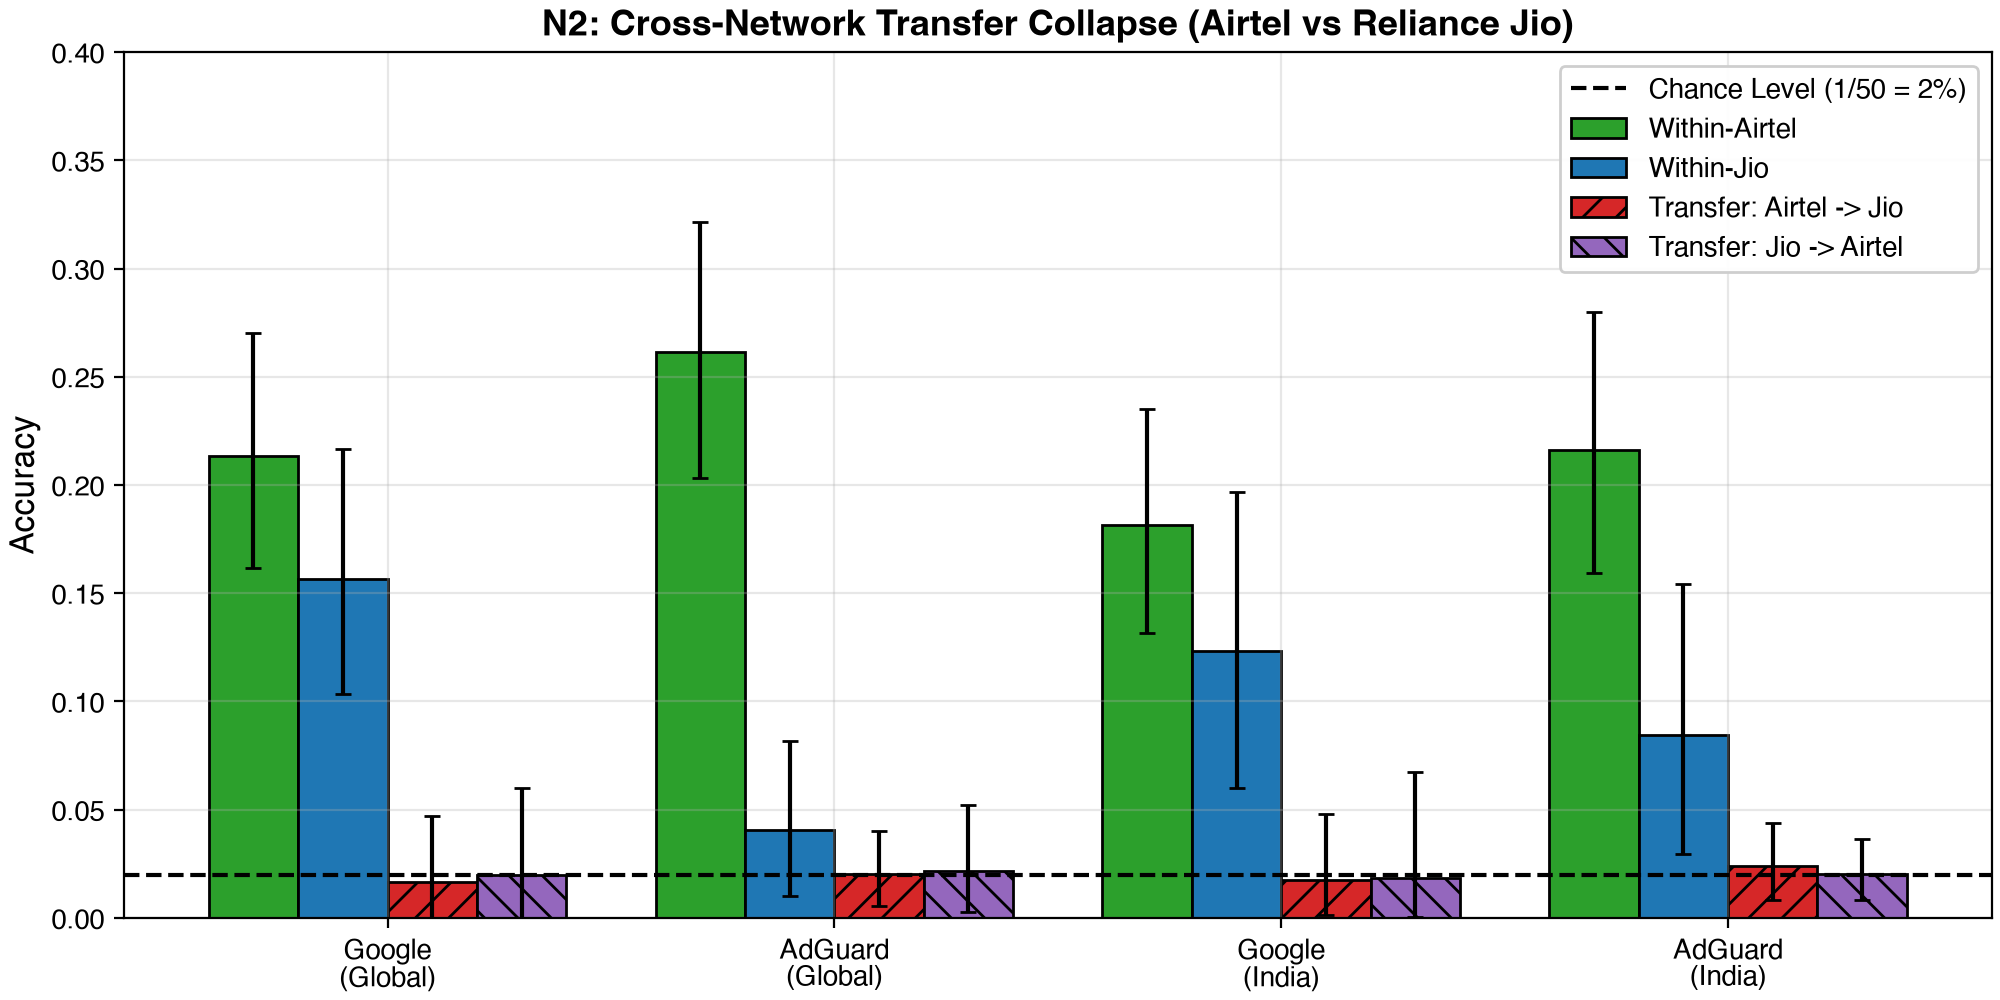 N2: Cross-Network Transfer Collapse (Airtel vs Reliance Jio)
Chance Level (1/50 = 2%)
Within-Airtel
Within-Jio
Transfer: Airtel -> Jio
Transfer: Jio -> Airtel
Accuracy
0.40
0.35
0.30
0.25
0.20
0.15
0.10
0.05
0.00
Google
(Global)
AdGuard
(Global)
Google
(India)
AdGuard
(India)